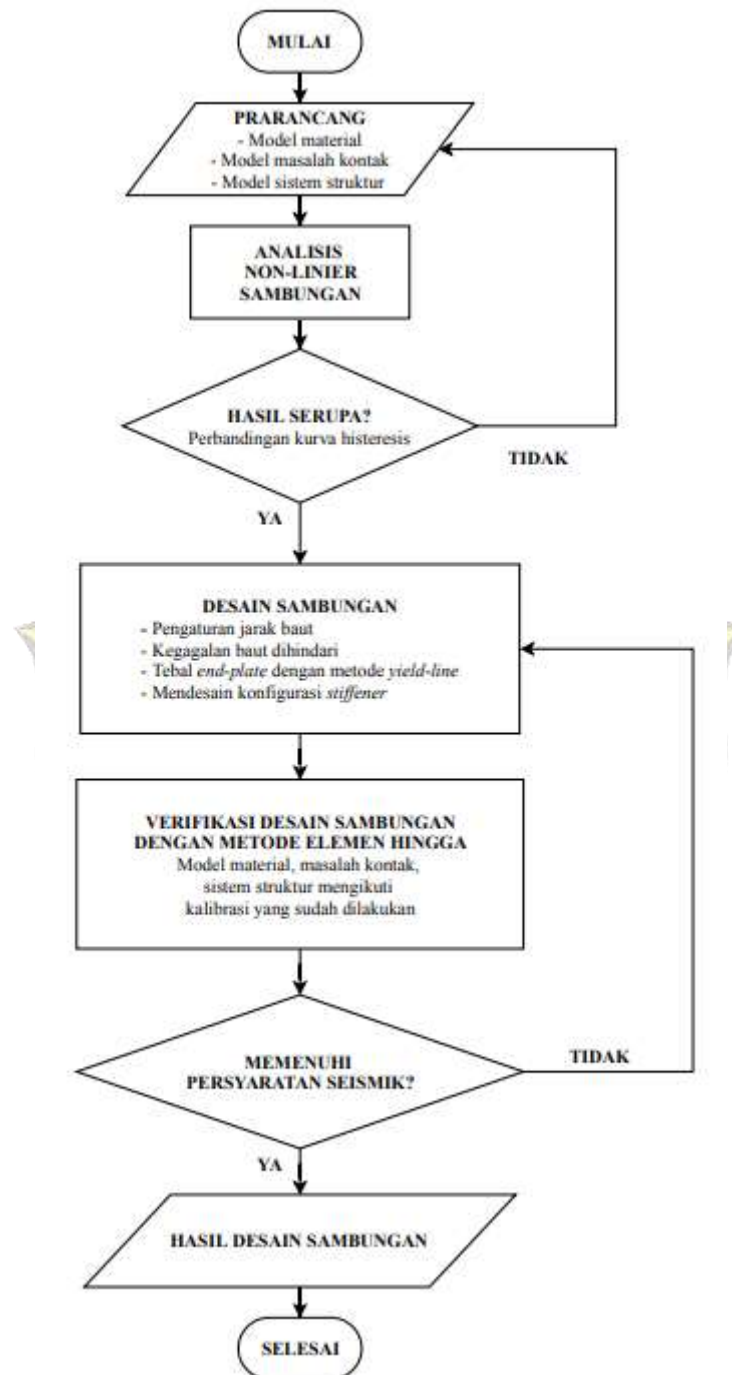 MULAI
PRARANCANG
- Model material
- Model masalah kontak
- Model sistem struktur
ANALISIS
NON-LINIER
SAMBUNGAN
HASIL SERUPA?
Perbandingan kurva histeresis
TIDAK
YA
DESAIN SAMBUNGAN
- Pengaturan jarak baut
- Kegagalan baut dihindari
- Tebal end-plate dengan metode yield-line
- Mendesain konfigurasi stiffener
VERIFIKASI DESAIN SAMBUNGAN
DENGAN METODE ELEMEN HINGGA
Model material, masalah kontak,
sistem struktur mengikuti
kalibrasi yang sudah dilakukan
MEMENUHI
PERSYARATAN SEISMIK?
TIDAK
YA
HASIL DESAIN SAMBUNGAN
SELESAI